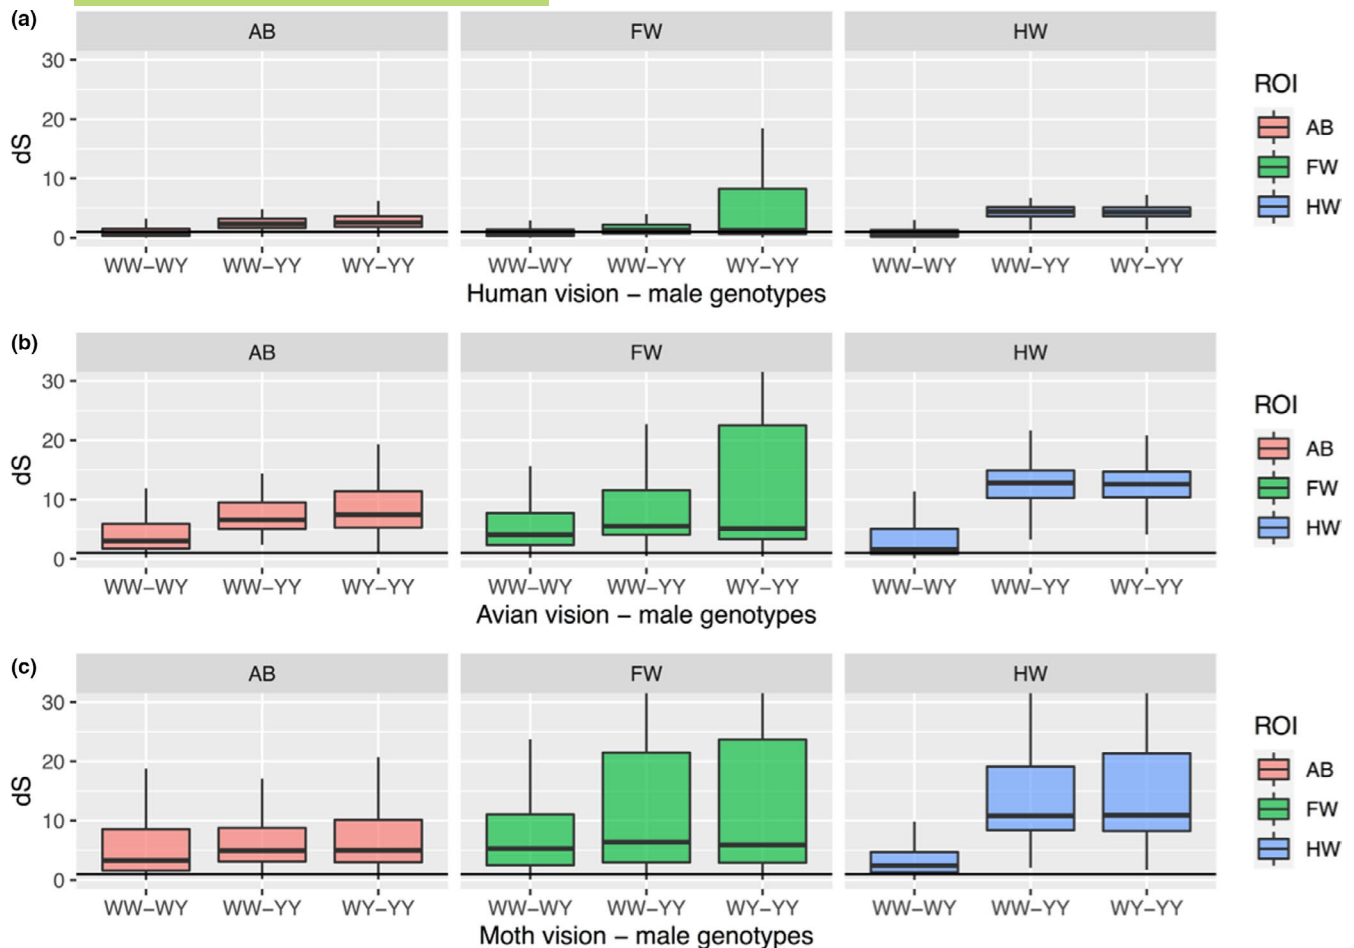 (a)
AB FW HW
30
20
10
0
dS
WW–WY WW–YY WY–YY WW–WY WW–YY WY–YY WW–WY WW–YY WY–YY
Human vision – male genotypes
ROI
AB
FW
HW
(b)
AB FW HW
30
20
10
0
dS
WW–WY WW–YY WY–YY WW–WY WW–YY WY–YY WW–WY WW–YY WY–YY
Avian vision – male genotypes
ROI
AB
FW
HW
(c)
AB FW HW
30
20
10
0
dS
WW–WY WW–YY WY–YY WW–WY WW–YY WY–YY WW–WY WW–YY WY–YY
Moth vision – male genotypes
ROI
AB
FW
HW